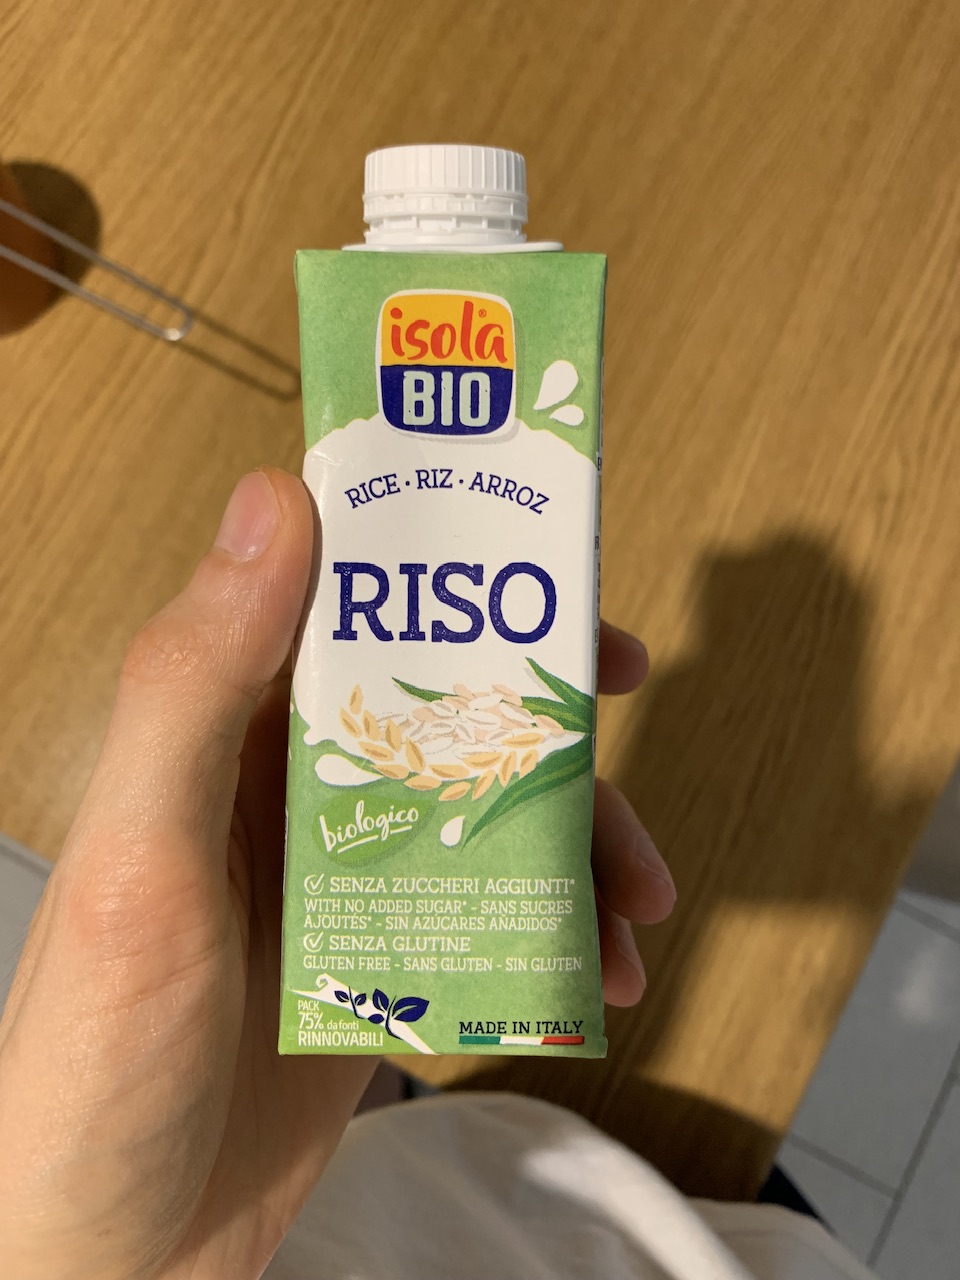 isola®
BIO
RICE · RIZ · ARROZ
RISO
biologico
SENZA ZUCCHERI AGGIUNTI*
WITH NO ADDED SUGAR* - SANS SUCRES
AJOUTÉS* - SIN AZÚCARES AÑADIDOS*
SENZA GLUTINE
GLUTEN FREE - SANS GLUTEN - SIN GLUTEN
PACK
75% da fonti
RINNOVABILI
MADE IN ITALY